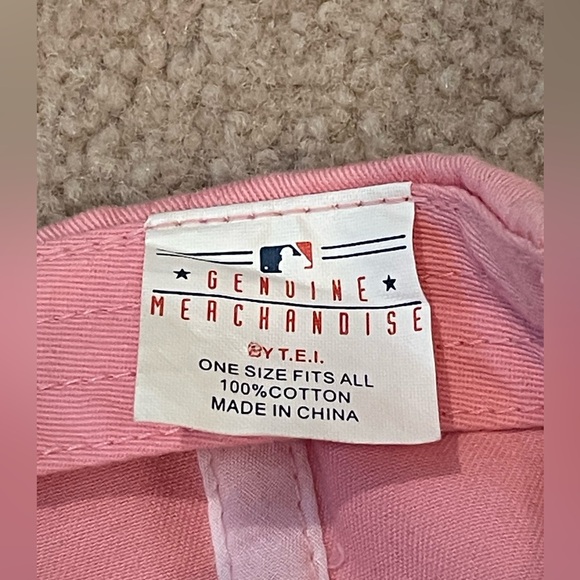 GENUINE
MERCHANDISE
BY T.E.I.
ONE SIZE FITS ALL
100%COTTON
MADE IN CHINA